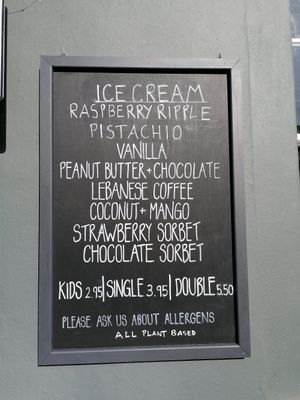 ICE CREAM
RASPBERRY RIPPLE
PISTACHIO
VANILLA
PEANUT BUTTER + CHOCOLATE
LEBANESE COFFEE
COCONUT + MANGO
STRAWBERRY SORBET
CHOCOLATE SORBET
KIDS 2.95 | SINGLE 3.95 | DOUBLE 5.50
PLEASE ASK US ABOUT ALLERGENS
ALL PLANT BASED